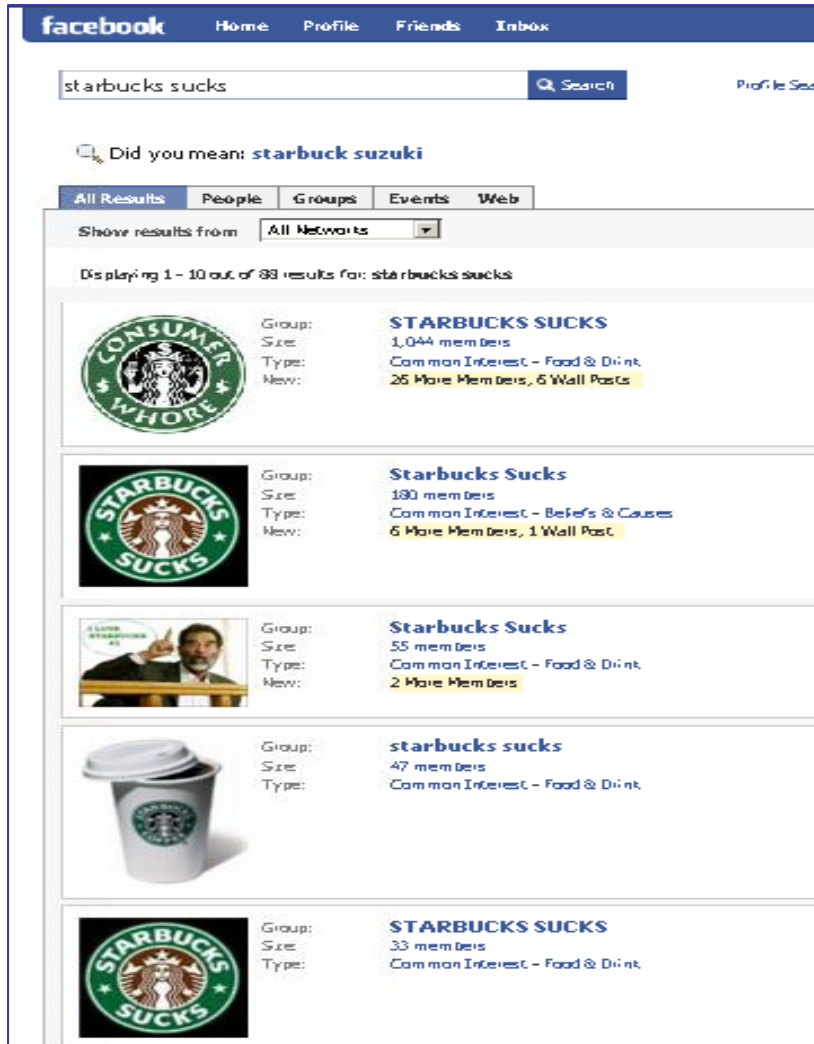 facebook Home Profile Friends Inbox
starbucks sucks Search Profile Sea
Did you mean: starbuck suzuki
All Results People Groups Events Web
Show results from All Networks
Displaying 1 - 10 out of 88 results for: starbucks sucks
CONSUMER
WHORE
Group: STARBUCKS SUCKS
Size: 1,044 members
Type: Common Interest - Food & Drink
New: 26 More Members, 6 Wall Posts
STARBUCKS
SUCKS
Group: Starbucks Sucks
Size: 180 members
Type: Common Interest - Beliefs & Causes
New: 6 More Members, 1 Wall Post
I LOVE
STARBUCKS
Group: Starbucks Sucks
Size: 55 members
Type: Common Interest - Food & Drink
New: 2 More Members
STARBUCKS
COFFEE
Group: starbucks sucks
Size: 47 members
Type: Common Interest - Food & Drink
STARBUCKS
SUCKS
Group: STARBUCKS SUCKS
Size: 33 members
Type: Common Interest - Food & Drink